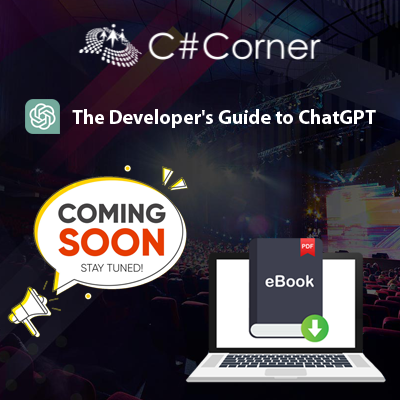 C#Corner
The Developer's Guide to ChatGPT
COMING
SOON
STAY TUNED!
PDF
eBook